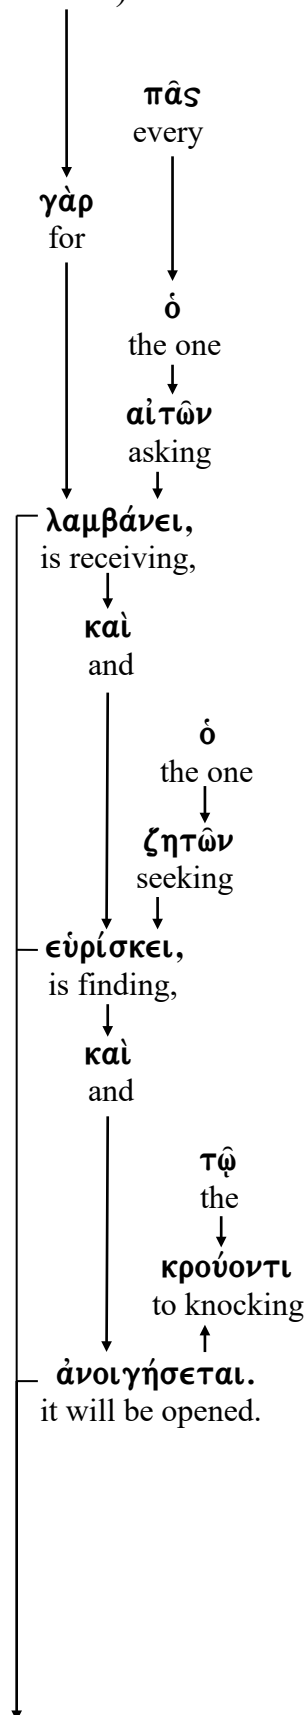 πᾶς
every
γὰρ
for
ὁ
the one
αἰτῶν
asking
λαμβάνει,
is receiving,
καὶ
and
ὁ
the one
ζητῶν
seeking
εὑρίσκει,
is finding,
καὶ
and
τῷ
the
κρούοντι
to knocking
ἀνοιγήσεται.
it will be opened.